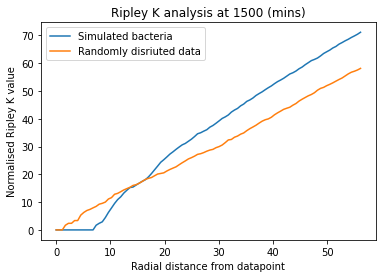 Ripley K analysis at 1500 (mins)
Simulated bacteria
Randomly disriuted data
Normalised Ripley K value
70
60
50
40
30
20
10
0
0 10 20 30 40 50
Radial distance from datapoint